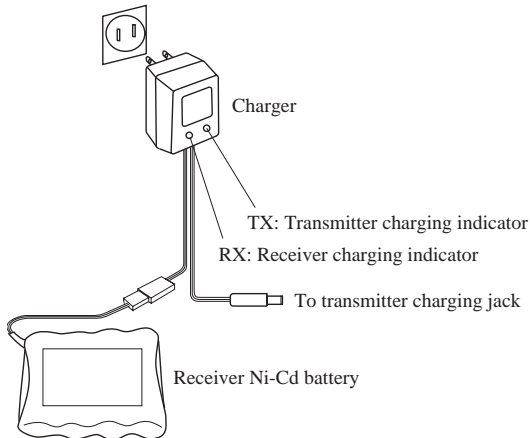 Charger
TX: Transmitter charging indicator
RX: Receiver charging indicator
To transmitter charging jack
Receiver Ni-Cd battery